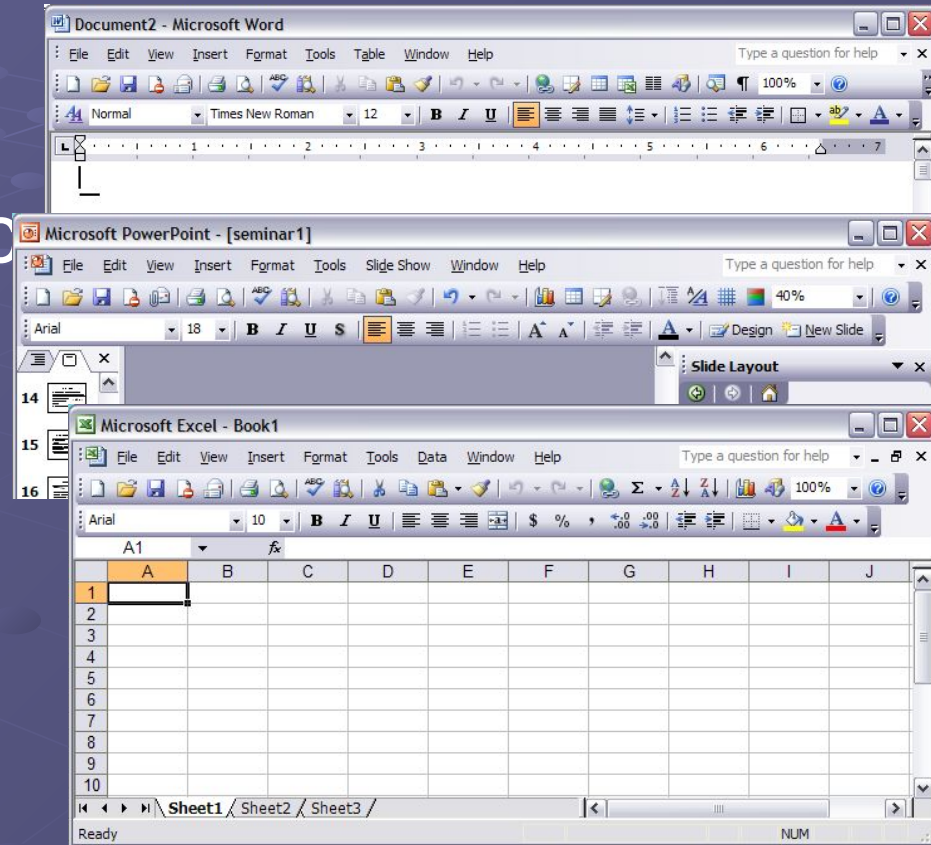 Document2 - Microsoft Word
File Edit View Insert Format Tools Table Window Help Type a question for help
100%
Normal Times New Roman 12 B I U
1 2 3 4 5 6 7
Microsoft PowerPoint - [seminar1]
File Edit View Insert Format Tools Slide Show Window Help Type a question for help
40%
Arial 18 B I U S Design New Slide
Slide Layout
14
15
16
Microsoft Excel - Book1
File Edit View Insert Format Tools Data Window Help Type a question for help
100%
Arial 10 B I U $ % , .0 .00 .00 .0
A1 fx
A B C D E F G H I J
1
2
3
4
5
6
7
8
9
10
Sheet1 Sheet2 Sheet3
Ready NUM